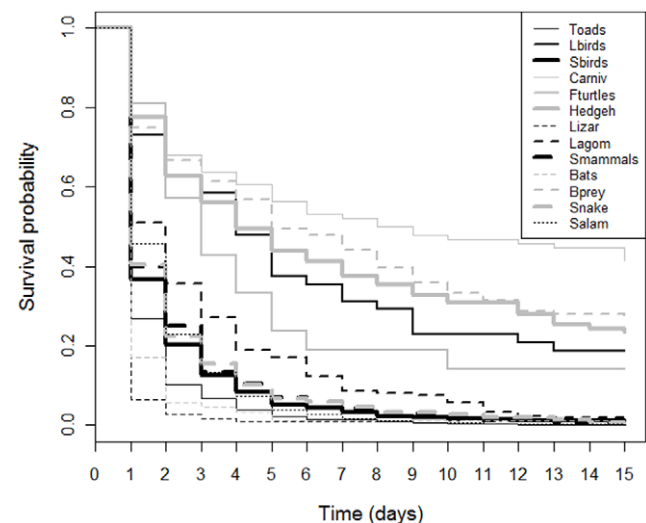 Survival probability
1.0
0.8
0.6
0.4
0.2
0.0
Toads
Lbirds
Sbirds
Carniv
Fturtles
Hedgeh
Lizar
Lagom
Smammals
Bats
Bprey
Snake
Salam
0 1 2 3 4 5 6 7 8 9 10 11 12 13 14 15
Time (days)